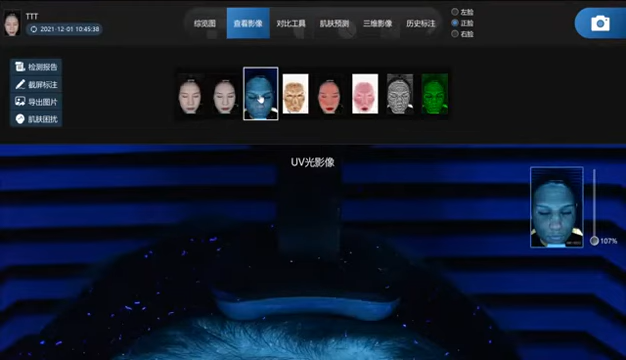 TTT
2021-12-01 10:45:38
综览图
查看影像
对比工具
肌肤预测
三维影像
历史标注
左脸
正脸
右脸
检测报告
截屏标注
导出图片
肌肤困扰
UV光影像
107%